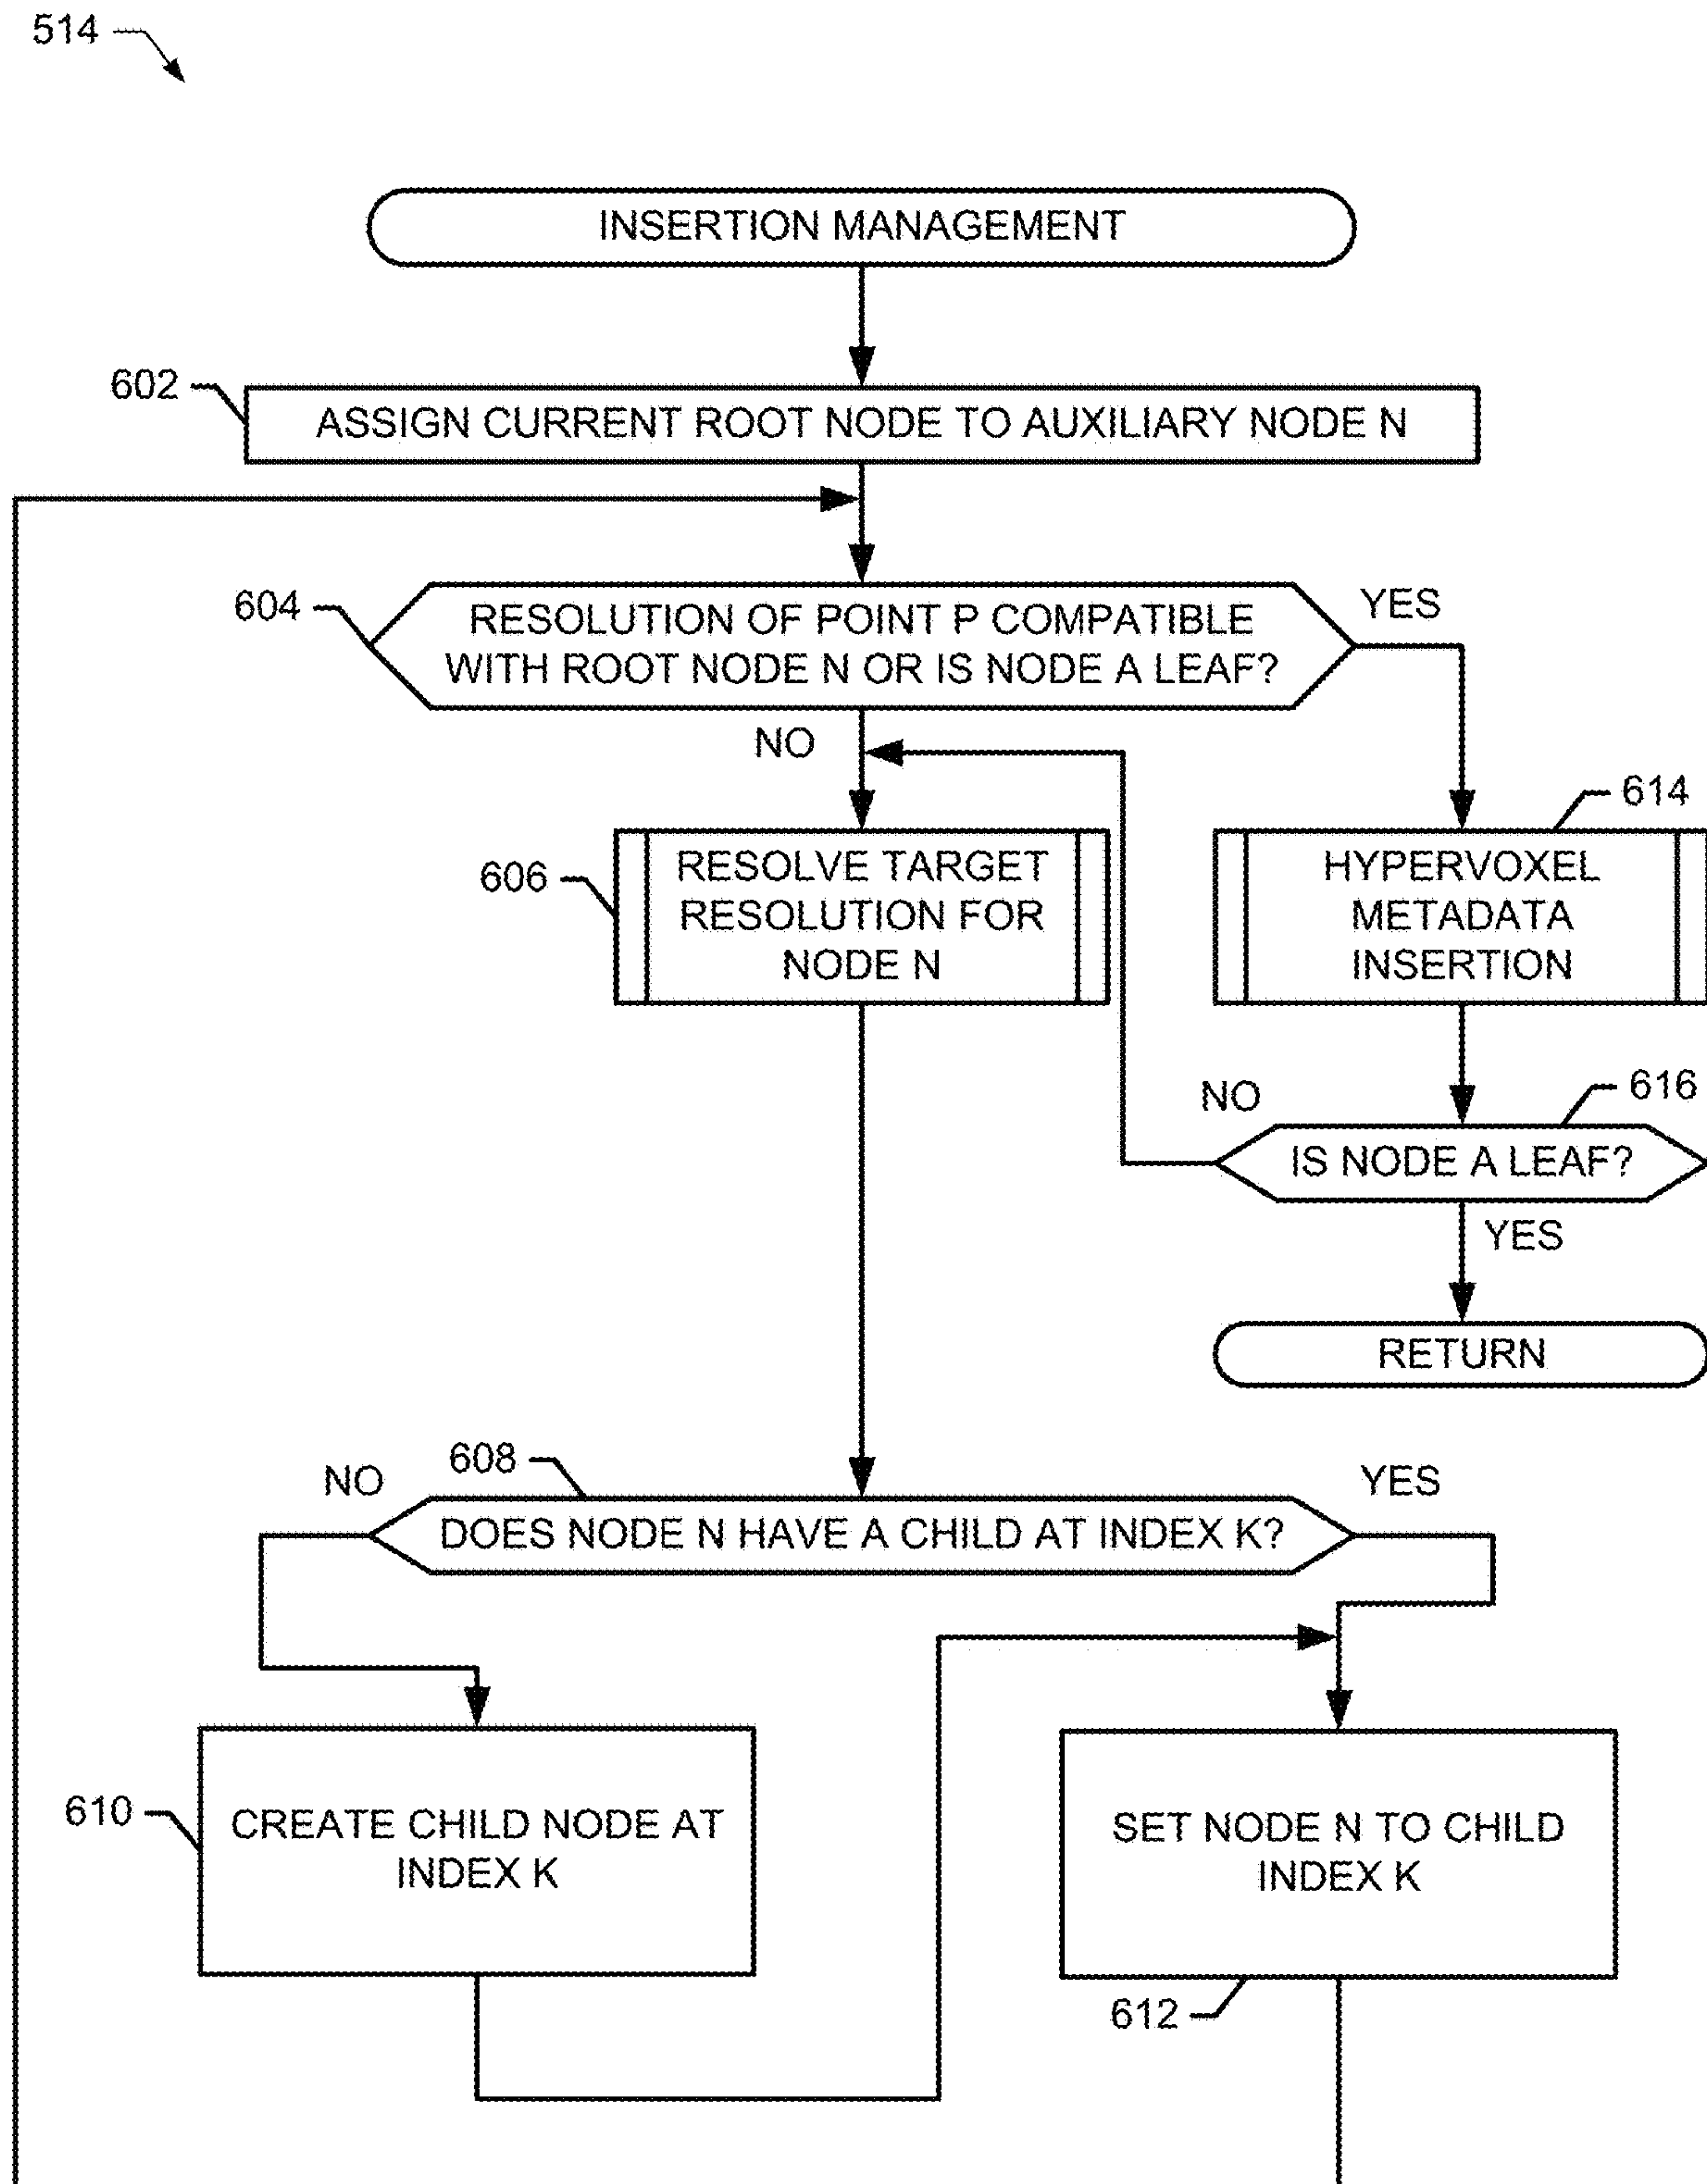 514
INSERTION MANAGEMENT
602
ASSIGN CURRENT ROOT NODE TO AUXILIARY NODE N
604
RESOLUTION OF POINT P COMPATIBLE
WITH ROOT NODE N OR IS NODE A LEAF?
YES
NO
614
606
RESOLVE TARGET
RESOLUTION FOR
NODE N
HYPERVOXEL
METADATA
INSERTION
NO
616
IS NODE A LEAF?
YES
RETURN
608
NO
YES
DOES NODE N HAVE A CHILD AT INDEX K?
610
CREATE CHILD NODE AT
INDEX K
SET NODE N TO CHILD
INDEX K
612